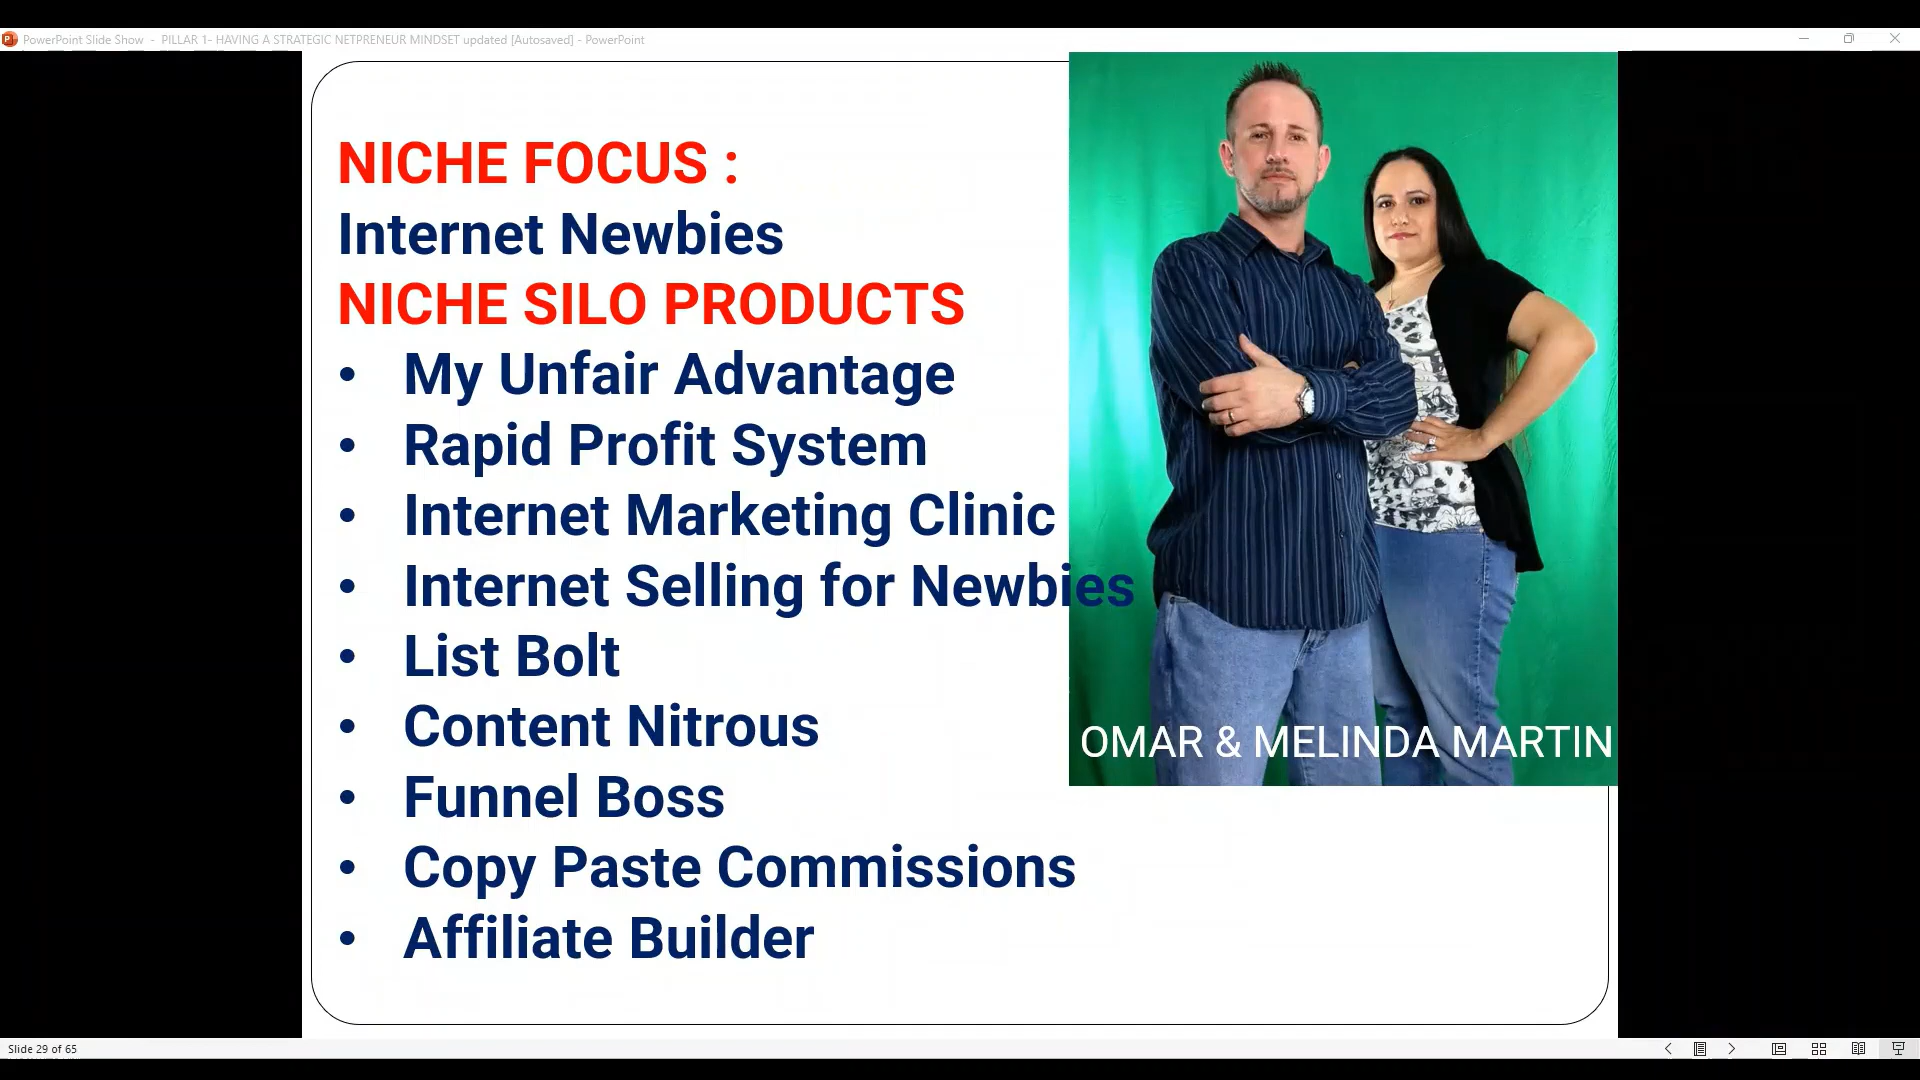 PowerPoint Slide Show - PILLAR 1- HAVING A STRATEGIC NETPRENEUR MINDSET updated [Autosaved] - PowerPoint
NICHE FOCUS :
Internet Newbies
NICHE SILO PRODUCTS
• My Unfair Advantage
• Rapid Profit System
• Internet Marketing Clinic
• Internet Selling for Newbies
• List Bolt
• Content Nitrous
• Funnel Boss
• Copy Paste Commissions
• Affiliate Builder
OMAR & MELINDA MARTIN
Slide 29 of 65